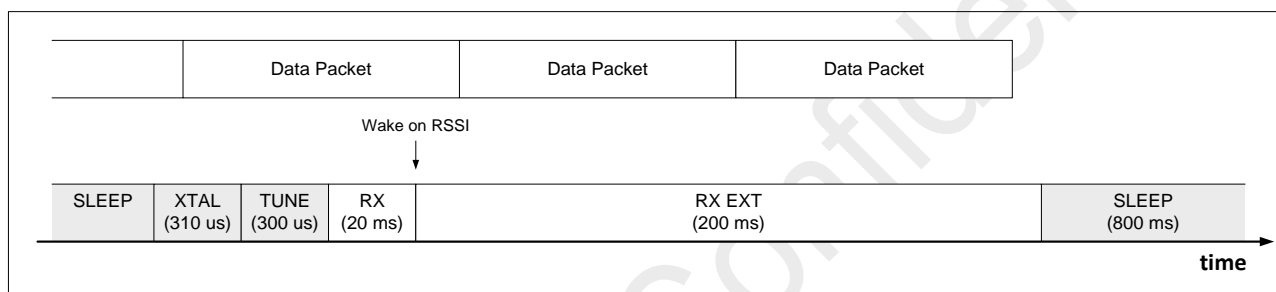 Data Packet Data Packet Data Packet
Wake on RSSI
SLEEP XTAL TUNE RX RX EXT SLEEP
(310 us) (300 us) (20 ms) (200 ms) (800 ms)
time